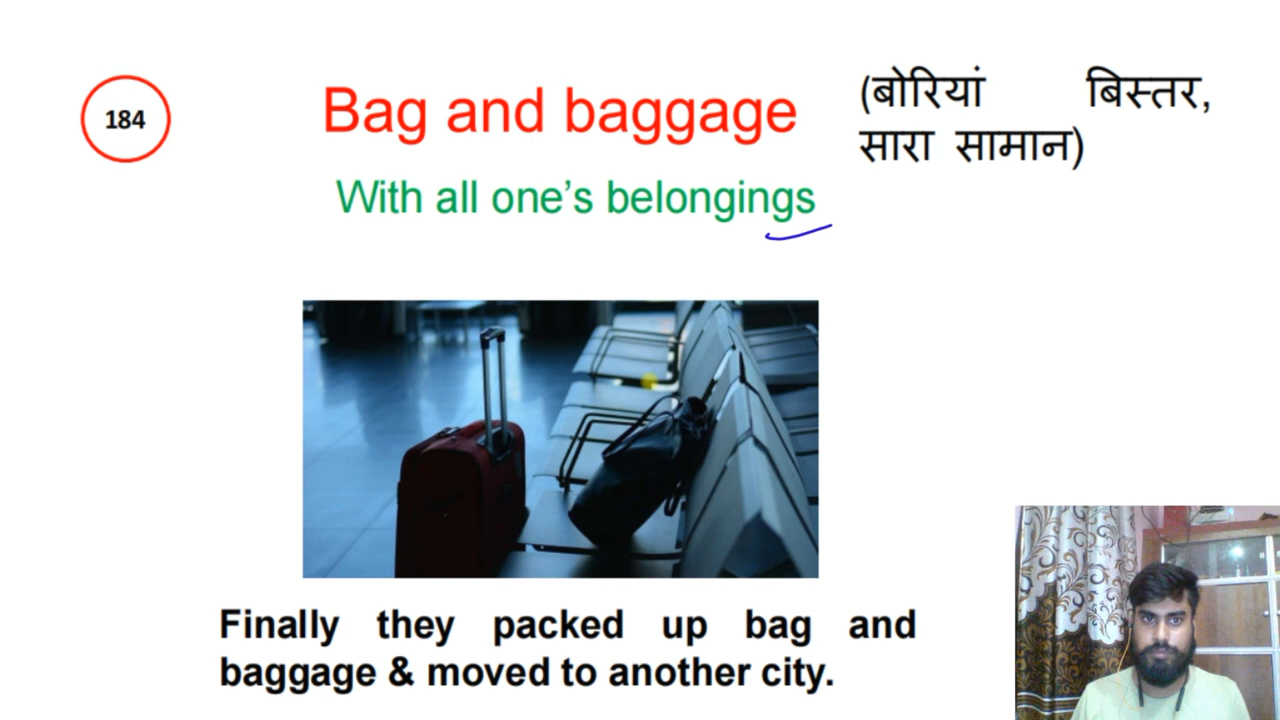 184
Bag and baggage
(बोरियां बिस्तर,
सारा सामान)
With all one’s belongings
Finally they packed up bag and
baggage & moved to another city.